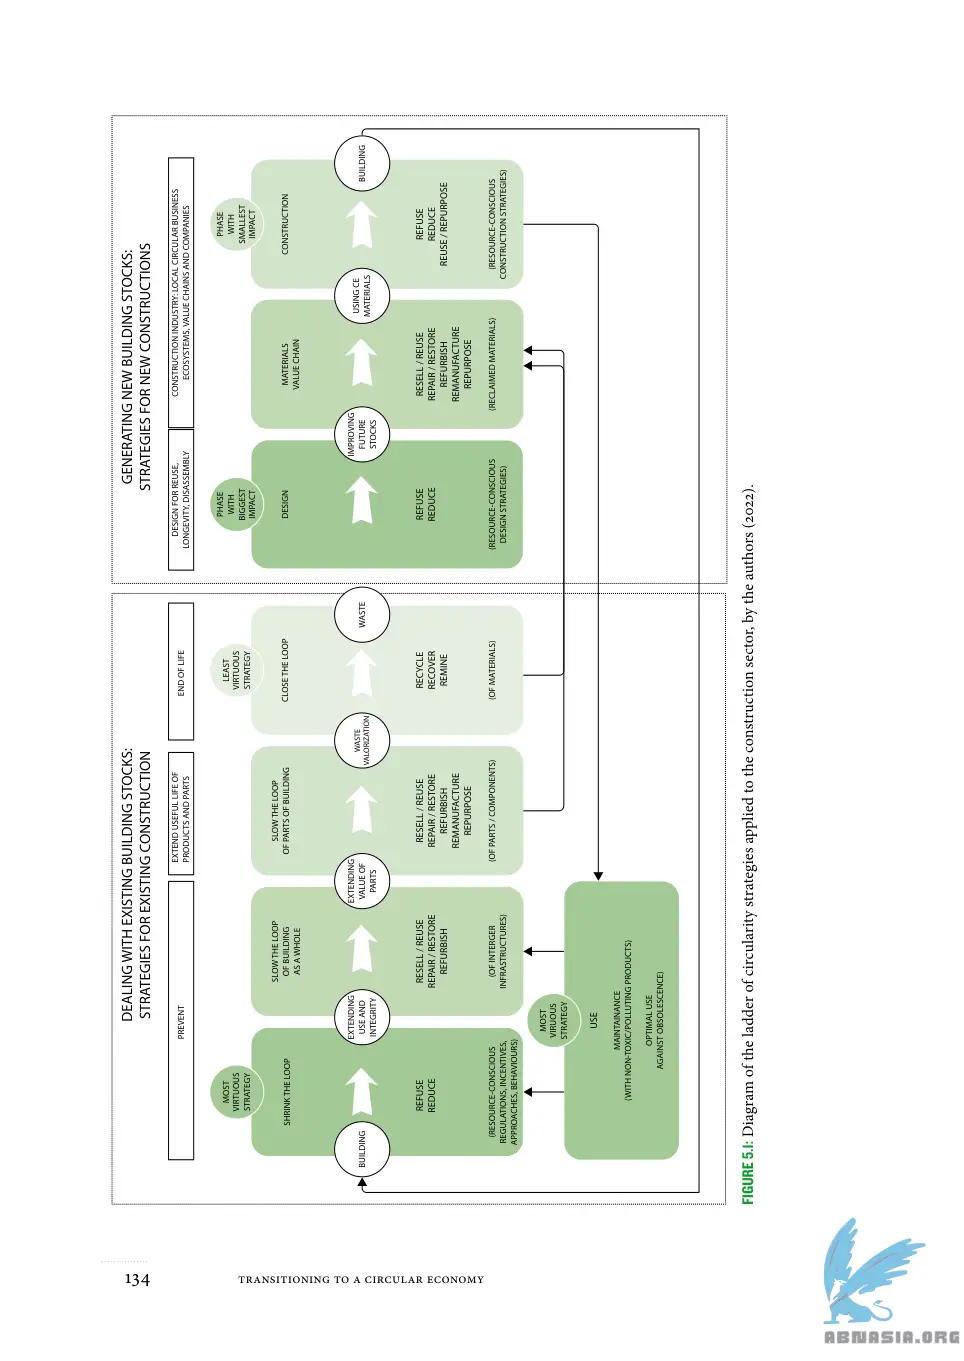 DEALING WITH EXISTING BUILDING STOCKS:
STRATEGIES FOR EXISTING CONSTRUCTION
PREVENT
EXTEND USEFUL LIFE OF
PRODUCTS AND PARTS
END OF LIFE
MOST
VIRTUOUS
STRATEGY
LEAST
VIRTUOUS
STRATEGY
SHRINK THE LOOP
SLOW THE LOOP
OF BUILDING
AS A WHOLE
SLOW THE LOOP
OF PARTS OF BUILDING
CLOSE THE LOOP
BUILDING
EXTENDING
USE AND
INTEGRITY
EXTENDING
VALUE OF
PARTS
WASTE
VALORIZATION
WASTE
REFUSE
REDUCE
RESELL / REUSE
REPAIR / RESTORE
REFURBISH
RESELL / REUSE
REPAIR / RESTORE
REFURBISH
REMANUFACTURE
REPURPOSE
RECYCLE
RECOVER
REMINE
(RESOURCE-CONSCIOUS
REGULATIONS, INCENTIVES,
APPROACHES, BEHAVIOURS)
(OF INTERGER
INFRASTRUCTURES)
(OF PARTS / COMPONENTS)
(OF MATERIALS)
MOST
VIRUOUS
STRATEGY
USE
MAINTAINANCE
(WITH NON-TOXIC/POLLUTING PRODUCTS)
OPTIMAL USE
AGAINST OBSOLESCENCE)
GENERATING NEW BUILDING STOCKS:
STRATEGIES FOR NEW CONSTRUCTIONS
DESIGN FOR REUSE,
LONGEVITY, DISASSEMBLY
CONSTRUCTION INDUSTRY: LOCAL CIRCULAR BUSINESS
ECOSYSTEMS, VALUE CHAINS AND COMPANIES
PHASE
WITH
BIGGEST
IMPACT
PHASE
WITH
SMALLEST
IMPACT
DESIGN
MATERIALS
VALUE CHAIN
CONSTRUCTION
IMPROVING
FUTURE
STOCKS
USING CE
MATERIALS
BUILDING
REFUSE
REDUCE
RESELL / REUSE
REPAIR / RESTORE
REFURBISH
REMANUFACTURE
REPURPOSE
REFUSE
REDUCE
REUSE / REPURPOSE
(RESOURCE-CONSCIOUS
DESIGN STRATEGIES)
(RECLAIMED MATERIALS)
(RESOURCE-CONSCIOUS
CONSTRUCTION STRATEGIES)
FIGURE 5.1: Diagram of the ladder of circularity strategies applied to the construction sector, by the authors (2022).
134
TRANSITIONING TO A CIRCULAR ECONOMY
ABNASIA.ORG